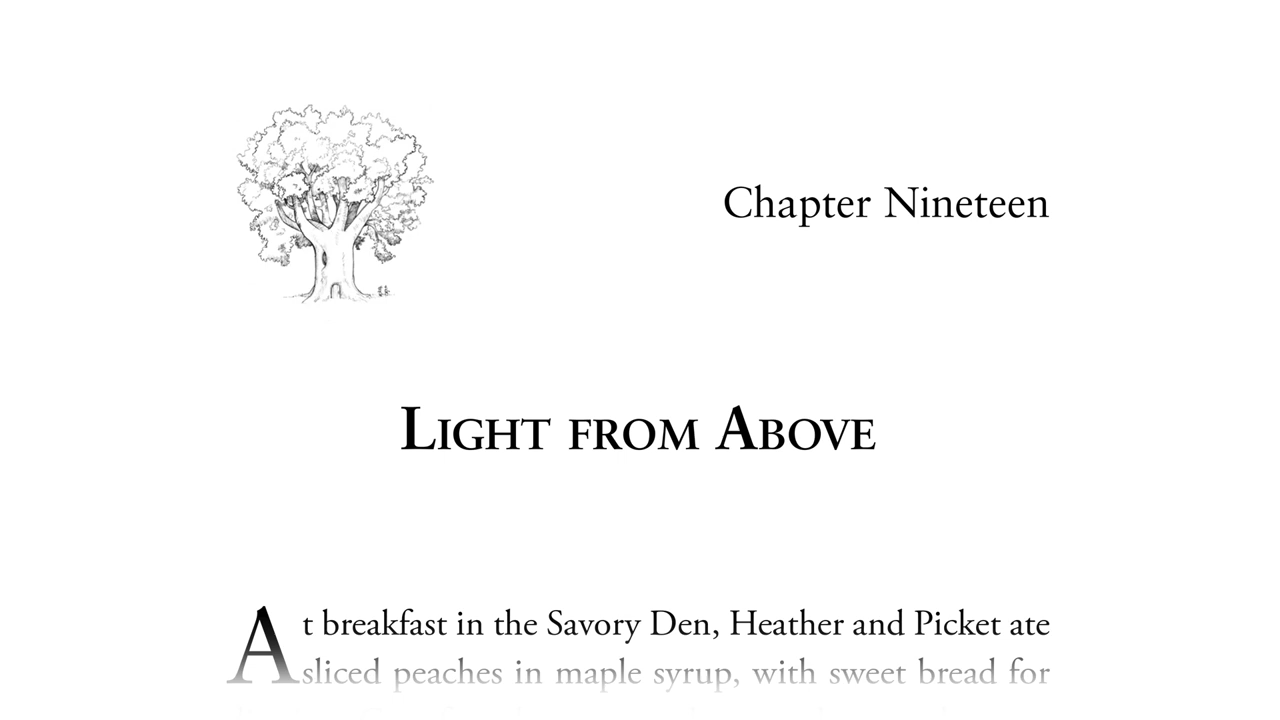 Chapter Nineteen
Light from Above
At breakfast in the Savory Den, Heather and Picket ate
sliced peaches in maple syrup, with sweet bread for